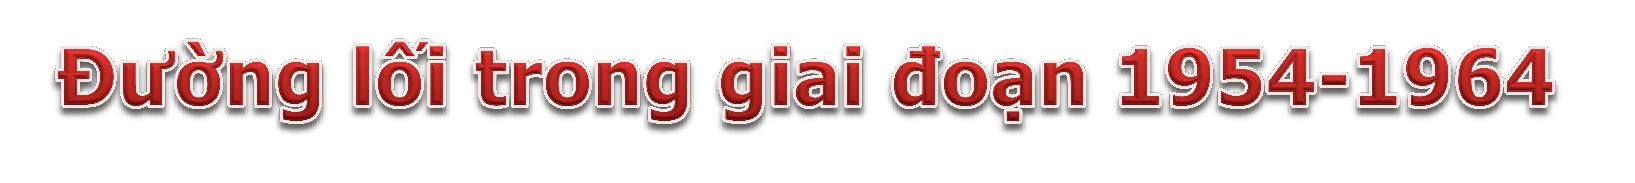 Đường lối trong giai đoạn 1954-1964